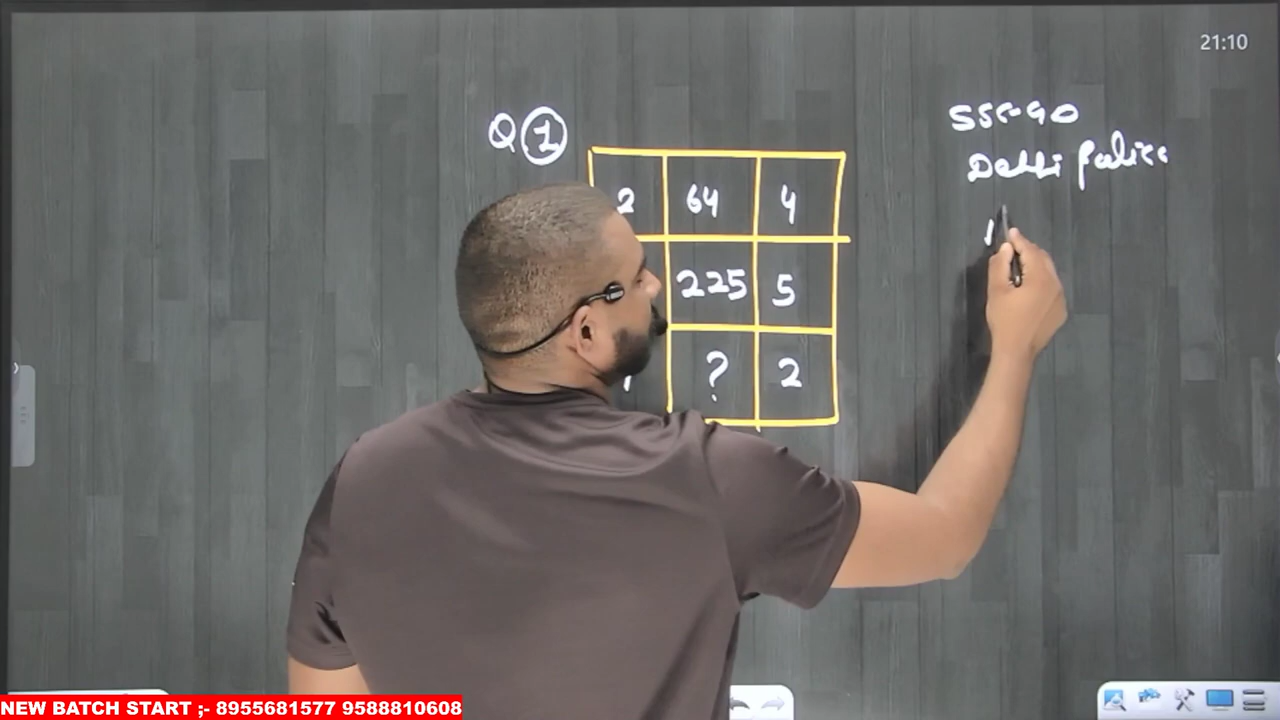 21:10
SSC-GD
Delhi Police
Q 1
2 64 4
225 5
? 2
NEW BATCH START ;- 8955681577 9588810608